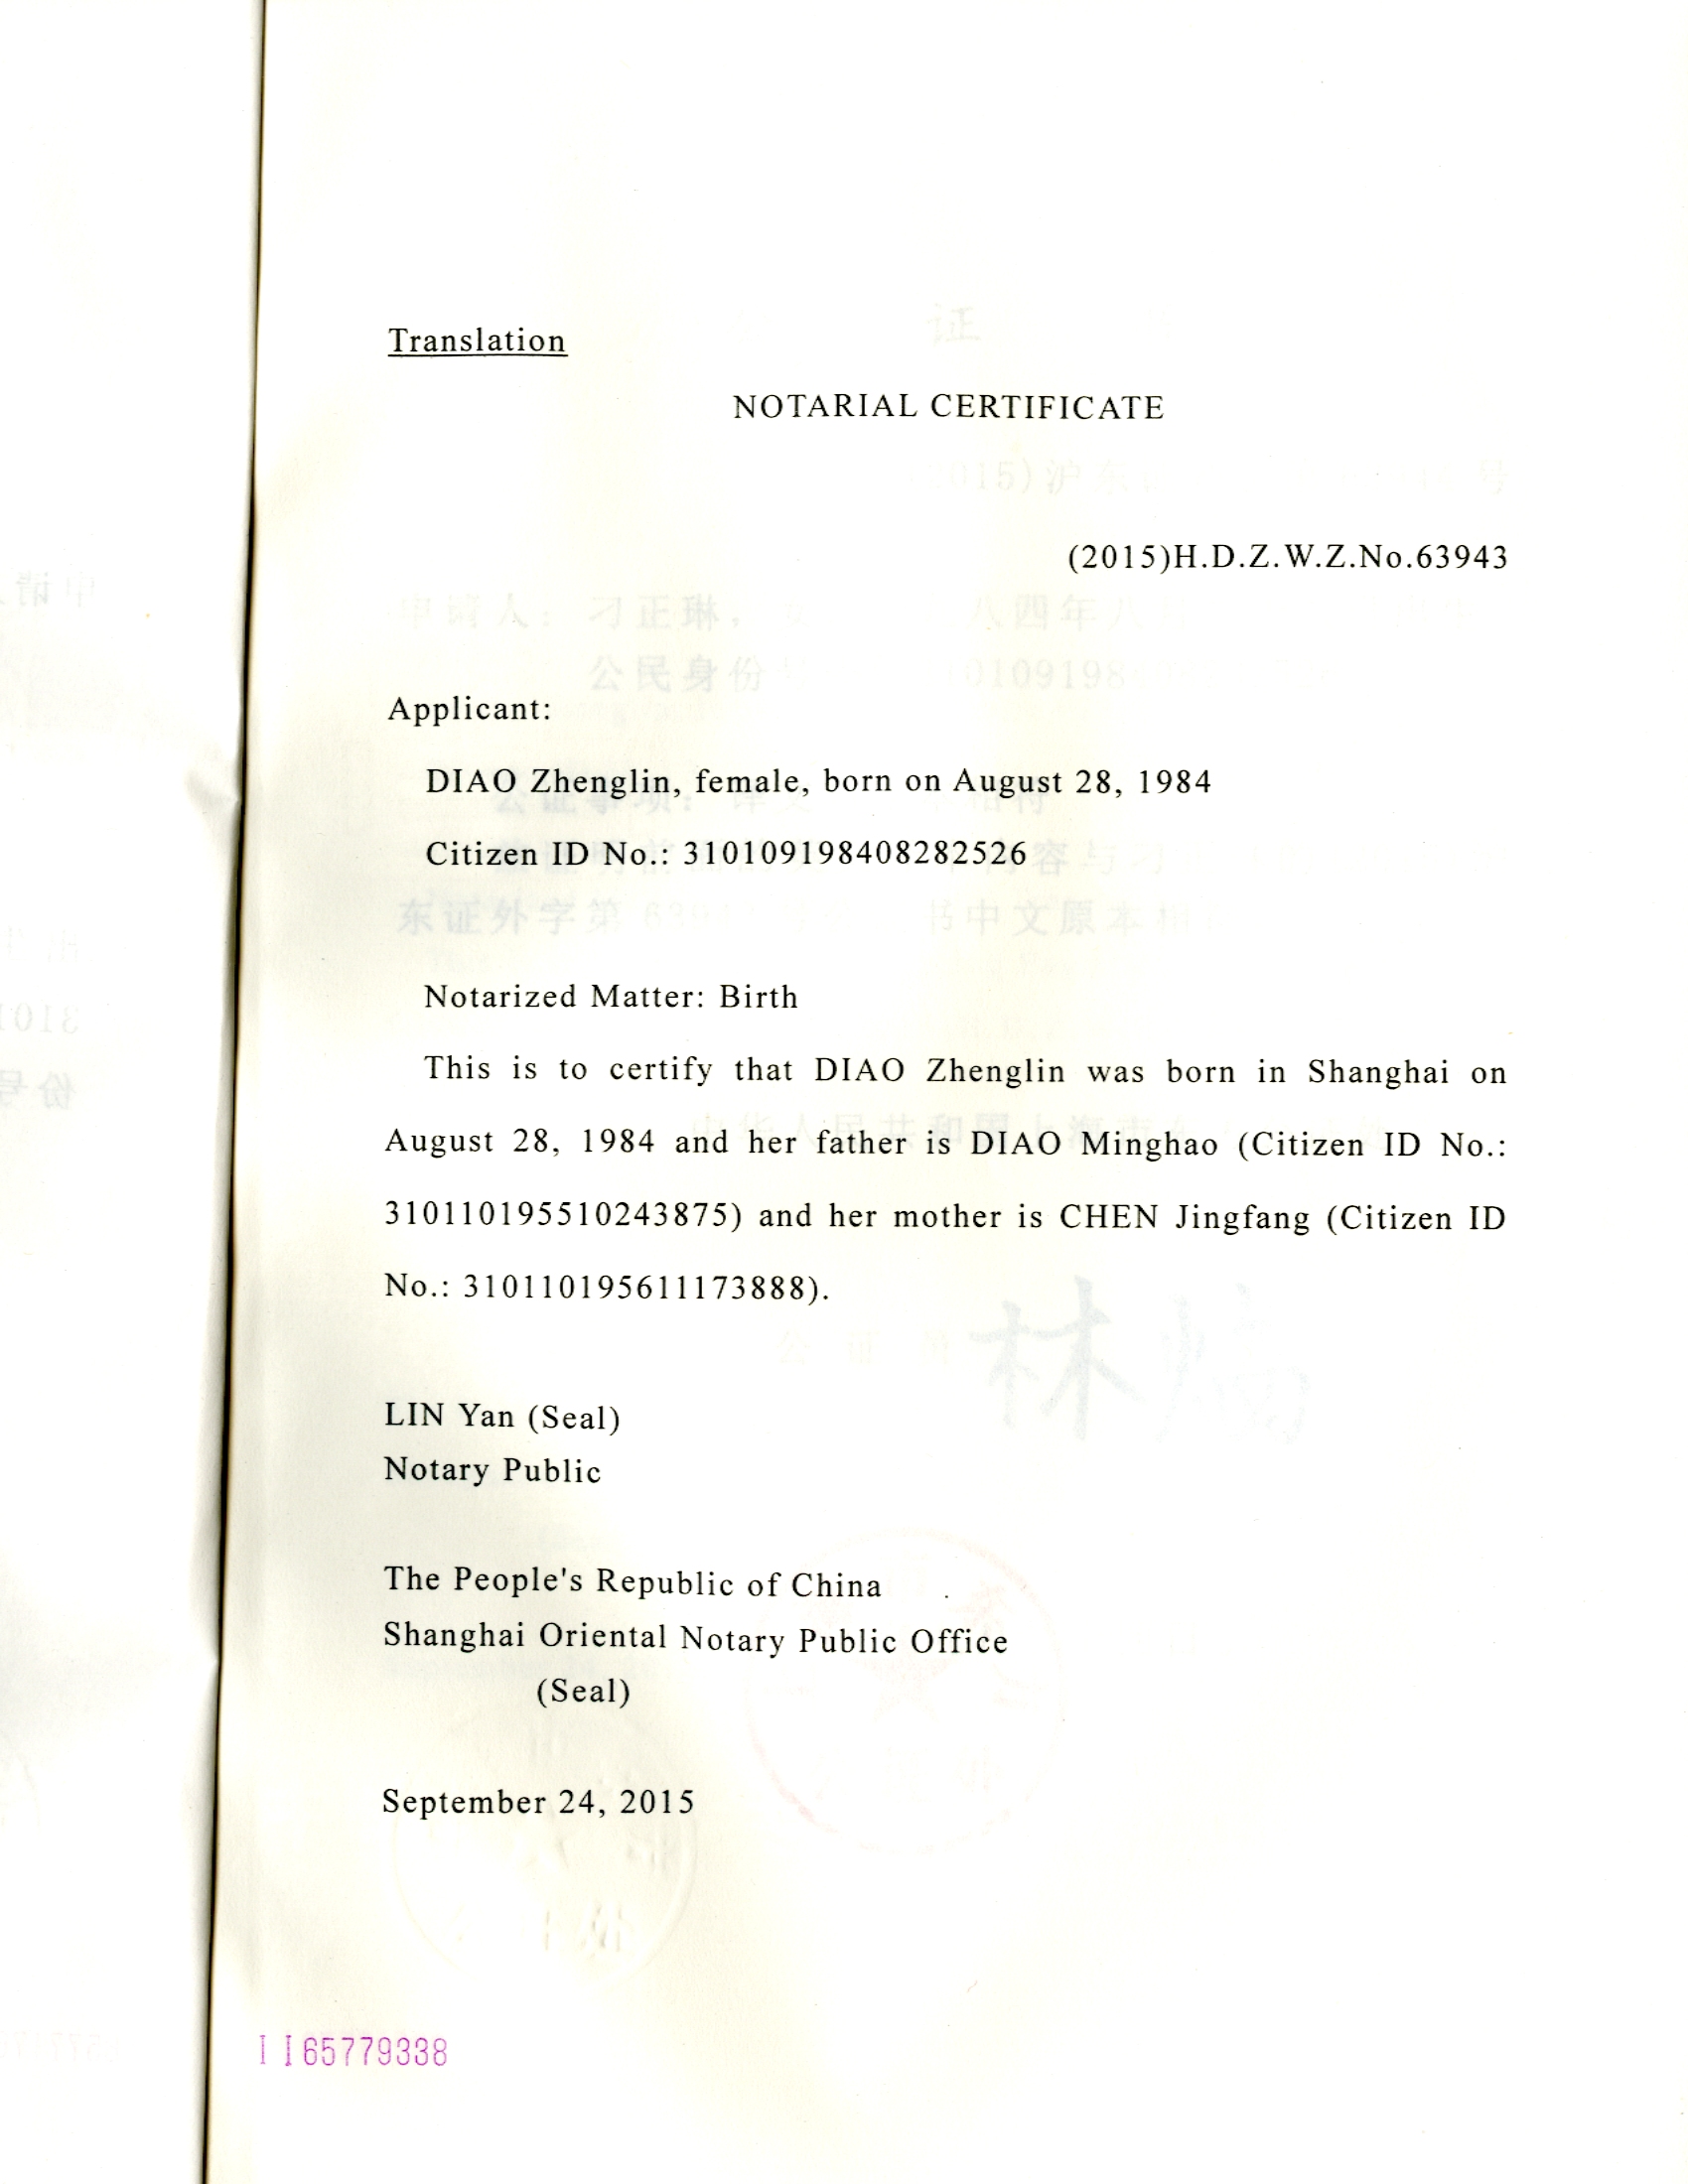 Translation
NOTARIAL CERTIFICATE
(2015)H.D.Z.W.Z.No.63943
Applicant:
DIAO Zhenglin, female, born on August 28, 1984
Citizen ID No.: 310109198408282526
Notarized Matter: Birth
This is to certify that DIAO Zhenglin was born in Shanghai on
August 28, 1984 and her father is DIAO Minghao (Citizen ID No.:
310110195510243875) and her mother is CHEN Jingfang (Citizen ID
No.: 310110195611173888).
LIN Yan (Seal)
Notary Public
The People's Republic of China
Shanghai Oriental Notary Public Office
(Seal)
September 24, 2015
II65779338